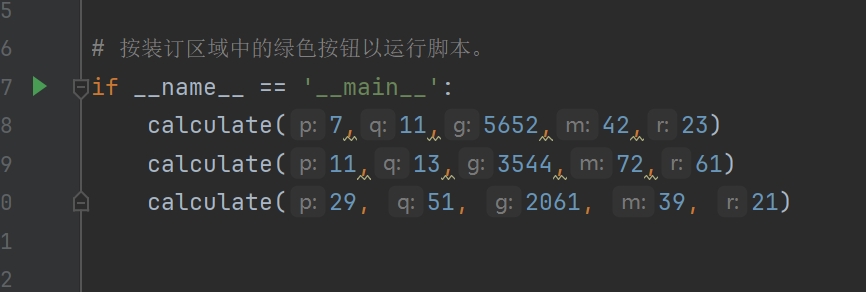 5
6 # 按装订区域中的绿色按钮以运行脚本。
7 if __name__ == '__main__':
8 calculate( p: 7, q: 11, g: 5652, m: 42, r: 23)
9 calculate( p: 11, q: 13, g: 3544, m: 72, r: 61)
0 calculate( p: 29, q: 51, g: 2061, m: 39, r: 21)
1
2